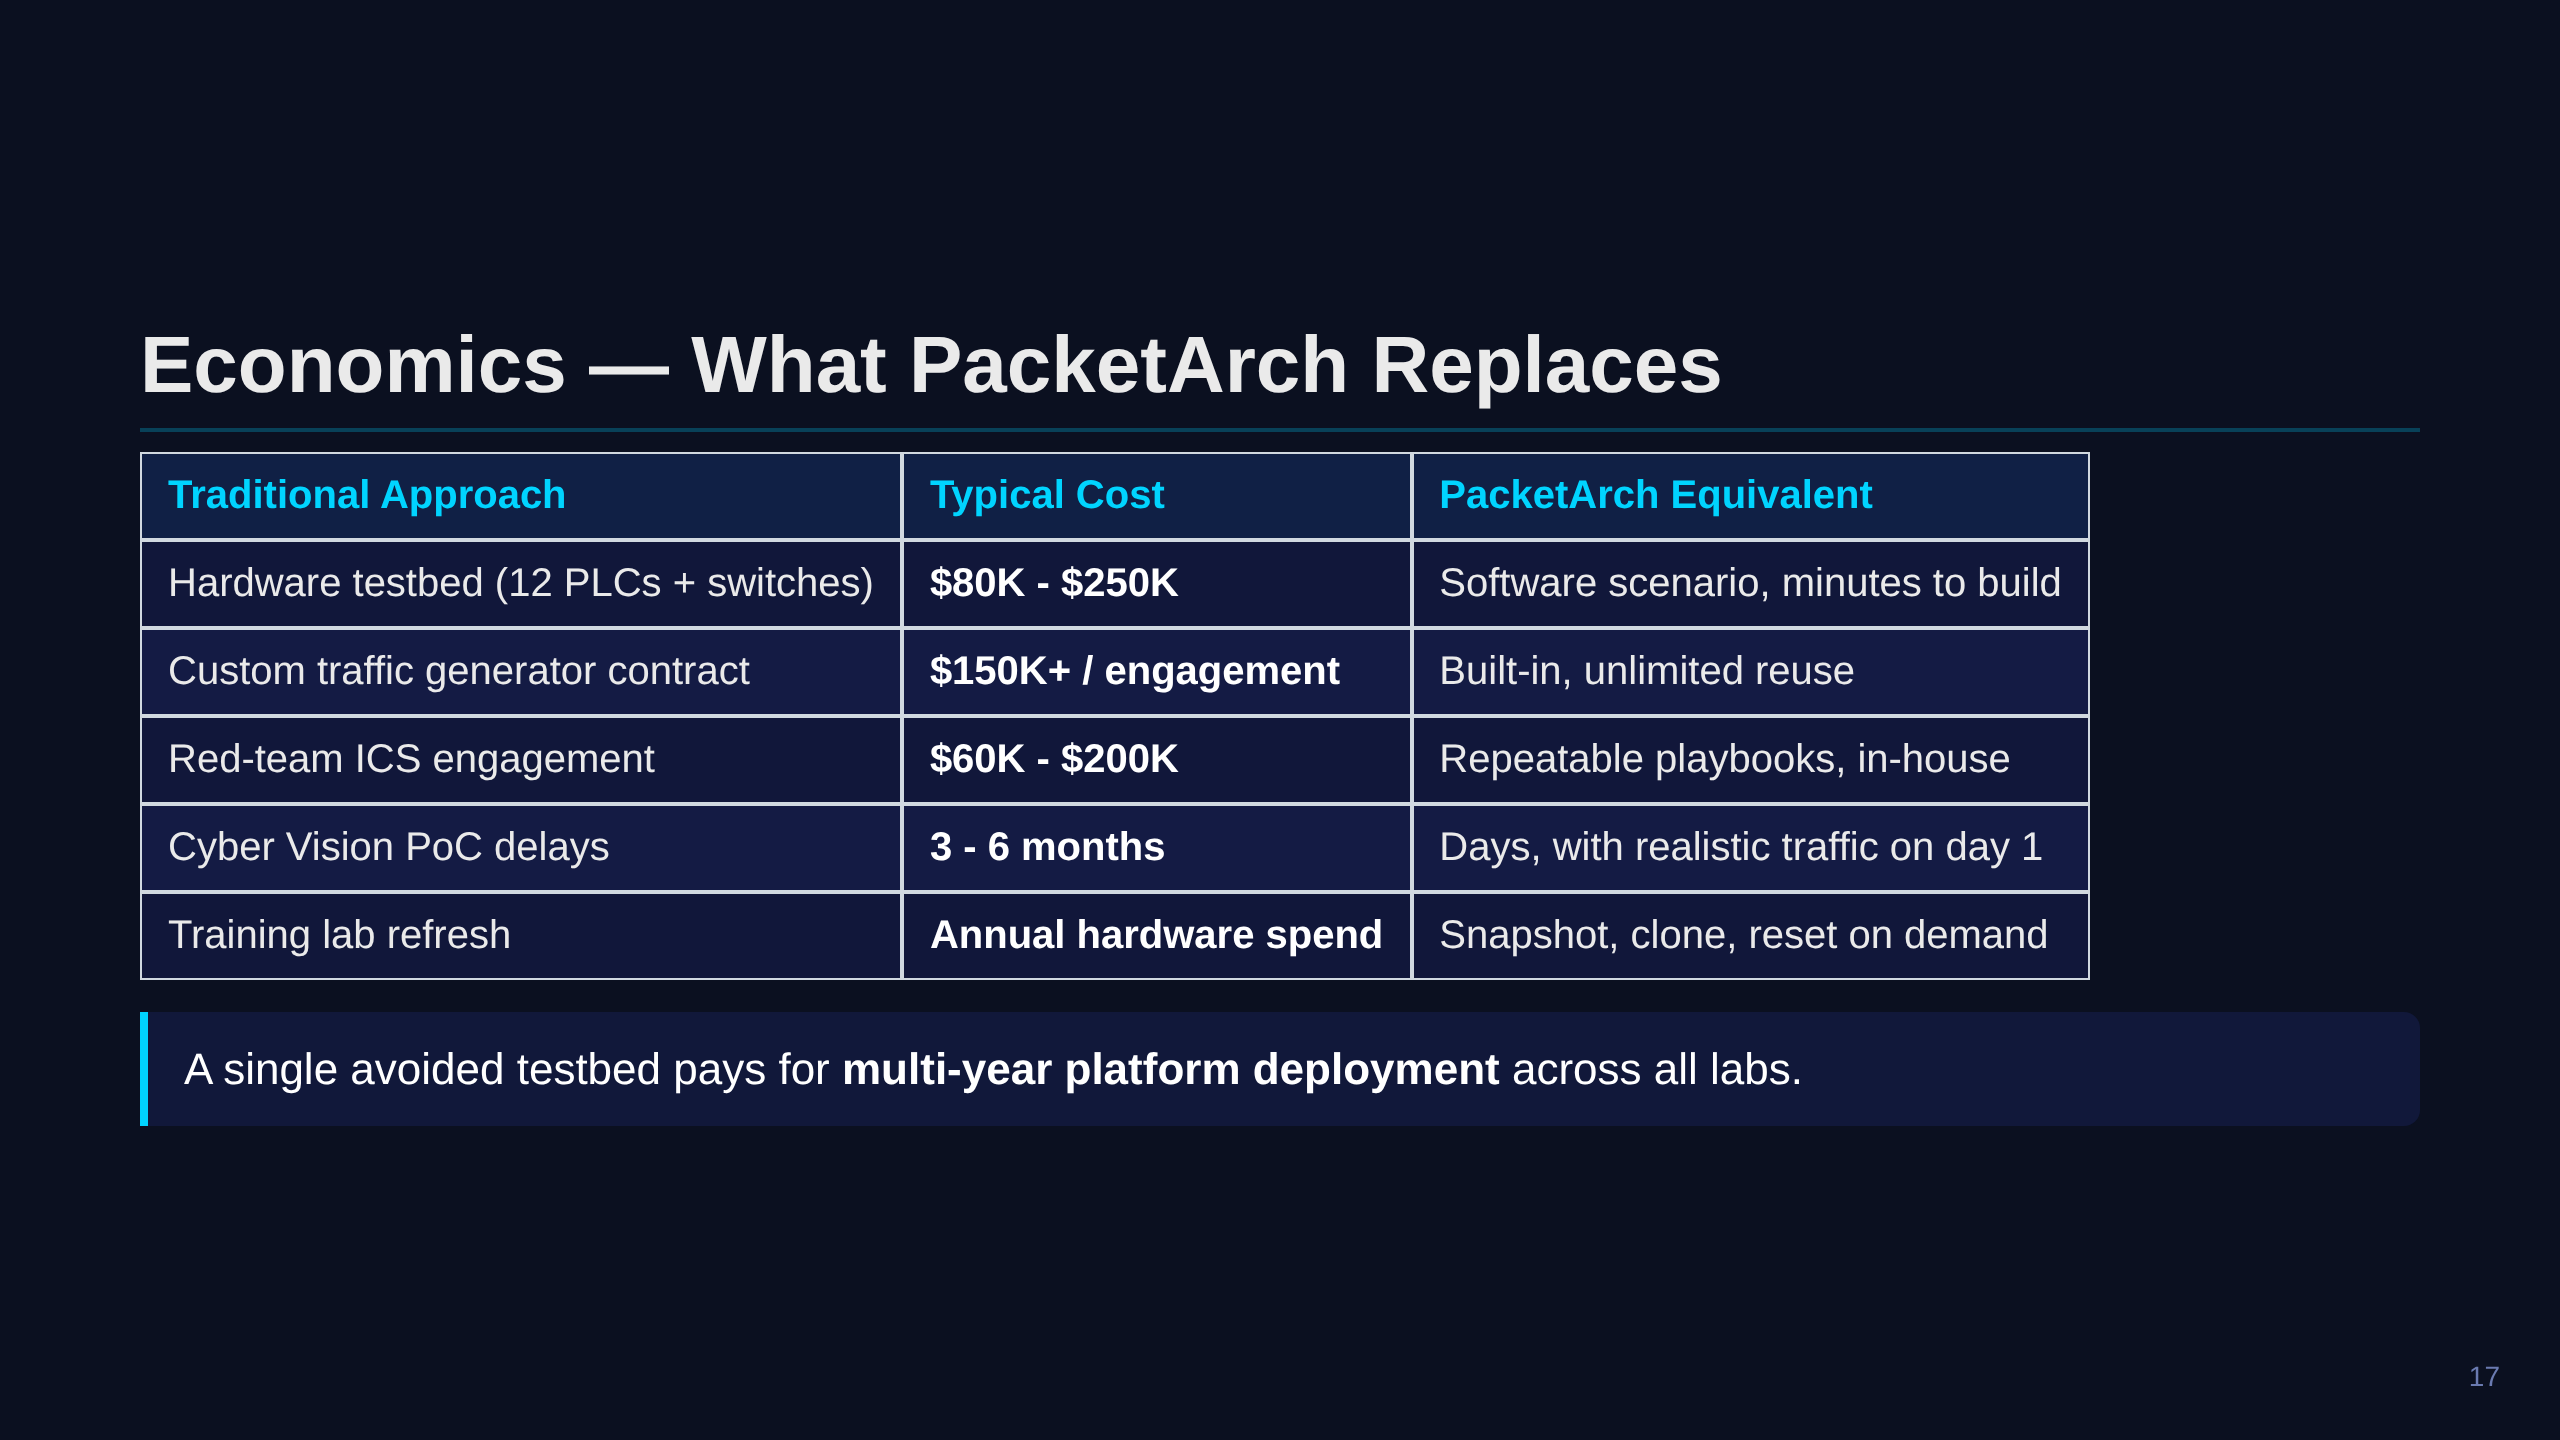 Economics — What PacketArch Replaces
Traditional Approach Typical Cost PacketArch Equivalent
Hardware testbed (12 PLCs + switches) $80K - $250K Software scenario, minutes to build
Custom traffic generator contract $150K+ / engagement Built-in, unlimited reuse
Red-team ICS engagement $60K - $200K Repeatable playbooks, in-house
Cyber Vision PoC delays 3 - 6 months Days, with realistic traffic on day 1
Training lab refresh Annual hardware spend Snapshot, clone, reset on demand
A single avoided testbed pays for multi-year platform deployment across all labs.
17